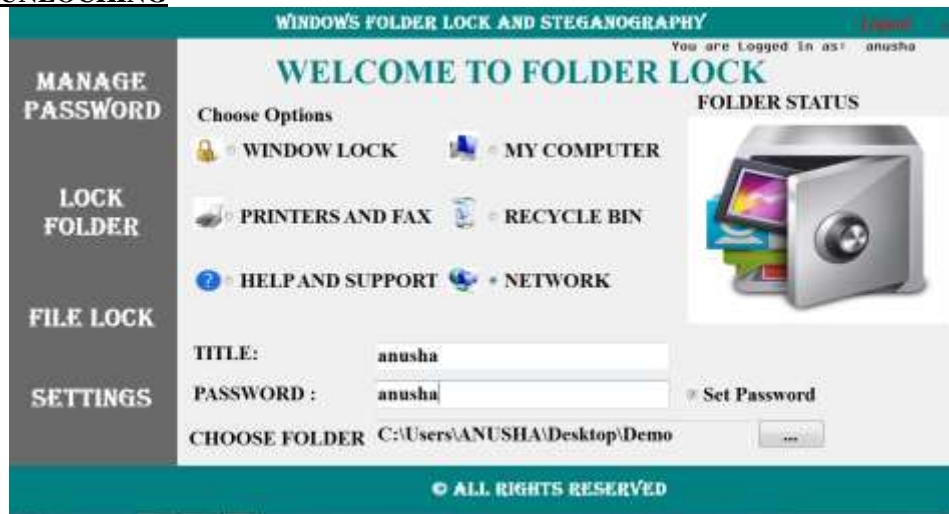 UNLOCKING
WINDOWS FOLDER LOCK AND STEGANOGRAPHY
Logout
You are Logged In as: anusha
WELCOME TO FOLDER LOCK
MANAGE
PASSWORD
FOLDER STATUS
Choose Options
WINDOW LOCK MY COMPUTER
LOCK
FOLDER
PRINTERS AND FAX RECYCLE BIN
HELP AND SUPPORT NETWORK
FILE LOCK
TITLE: anusha
SETTINGS
PASSWORD : anusha Set Password
CHOOSE FOLDER C:\Users\ANUSHA\Desktop\Demo ...
© ALL RIGHTS RESERVED